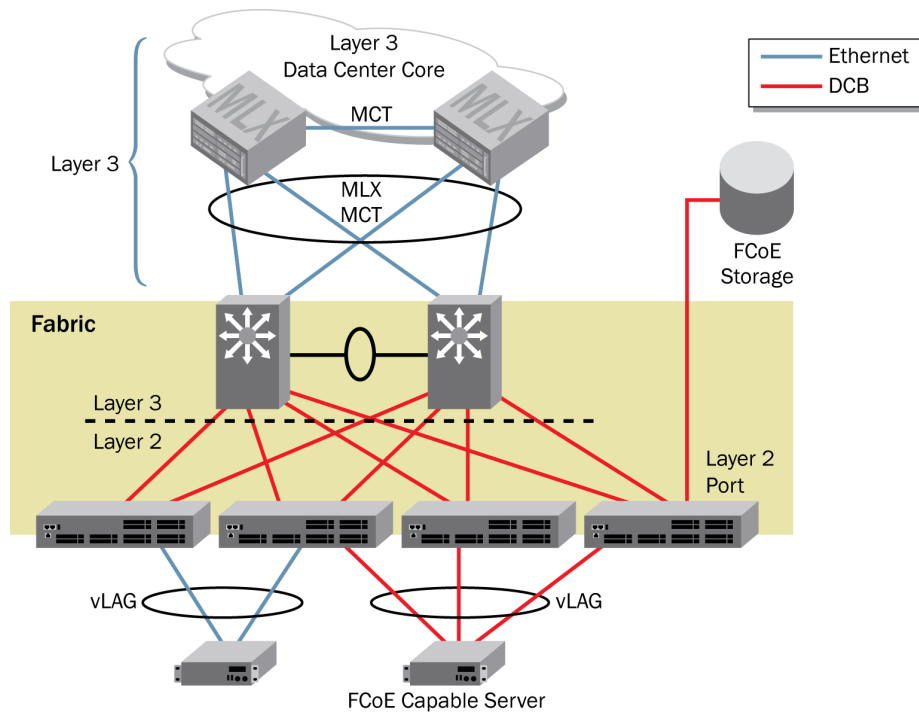 Layer 3
Data Center Core
Ethernet
DCB
MLX
MLX
MCT
Layer 3
MLX
MCT
FCoE
Storage
Fabric
Layer 3
Layer 2
Layer 2
Port
vLAG
vLAG
FCoE Capable Server